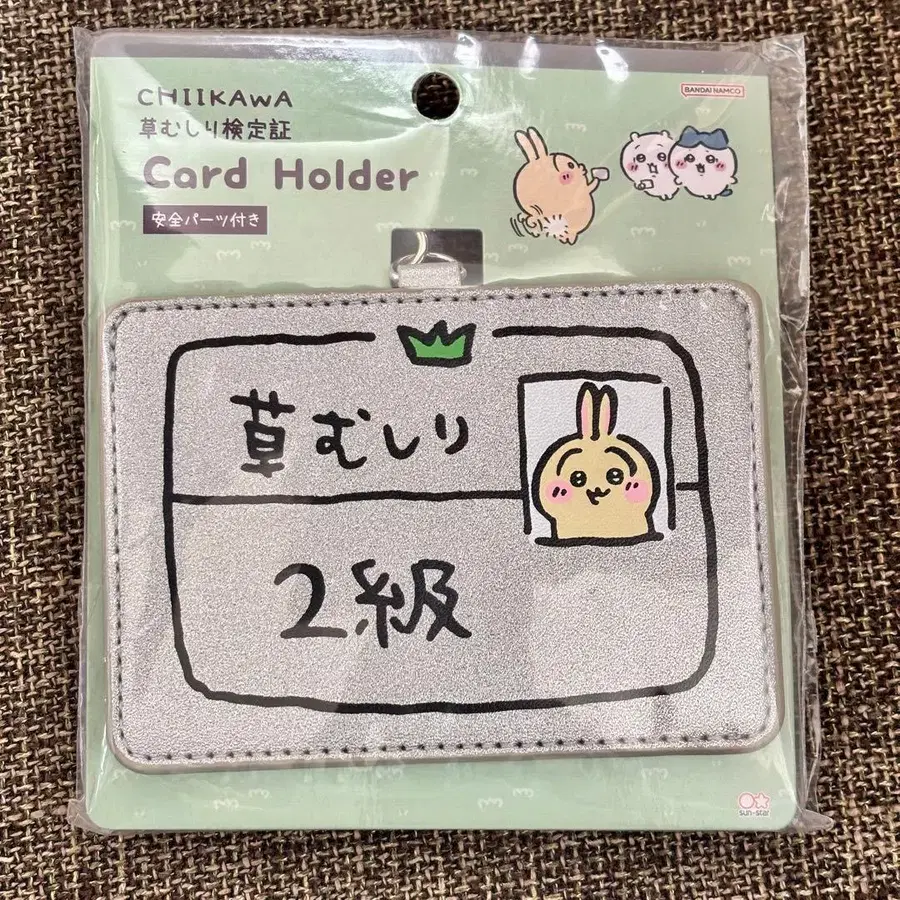 CHIIKAWA
草むしり検定証
Card Holder
安全パーツ付き
BANDAI NAMCO
草むしり
2級
sun-star